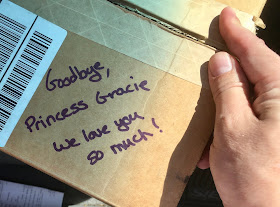 Goodbye,
Princess Gracie
We love you
so much!